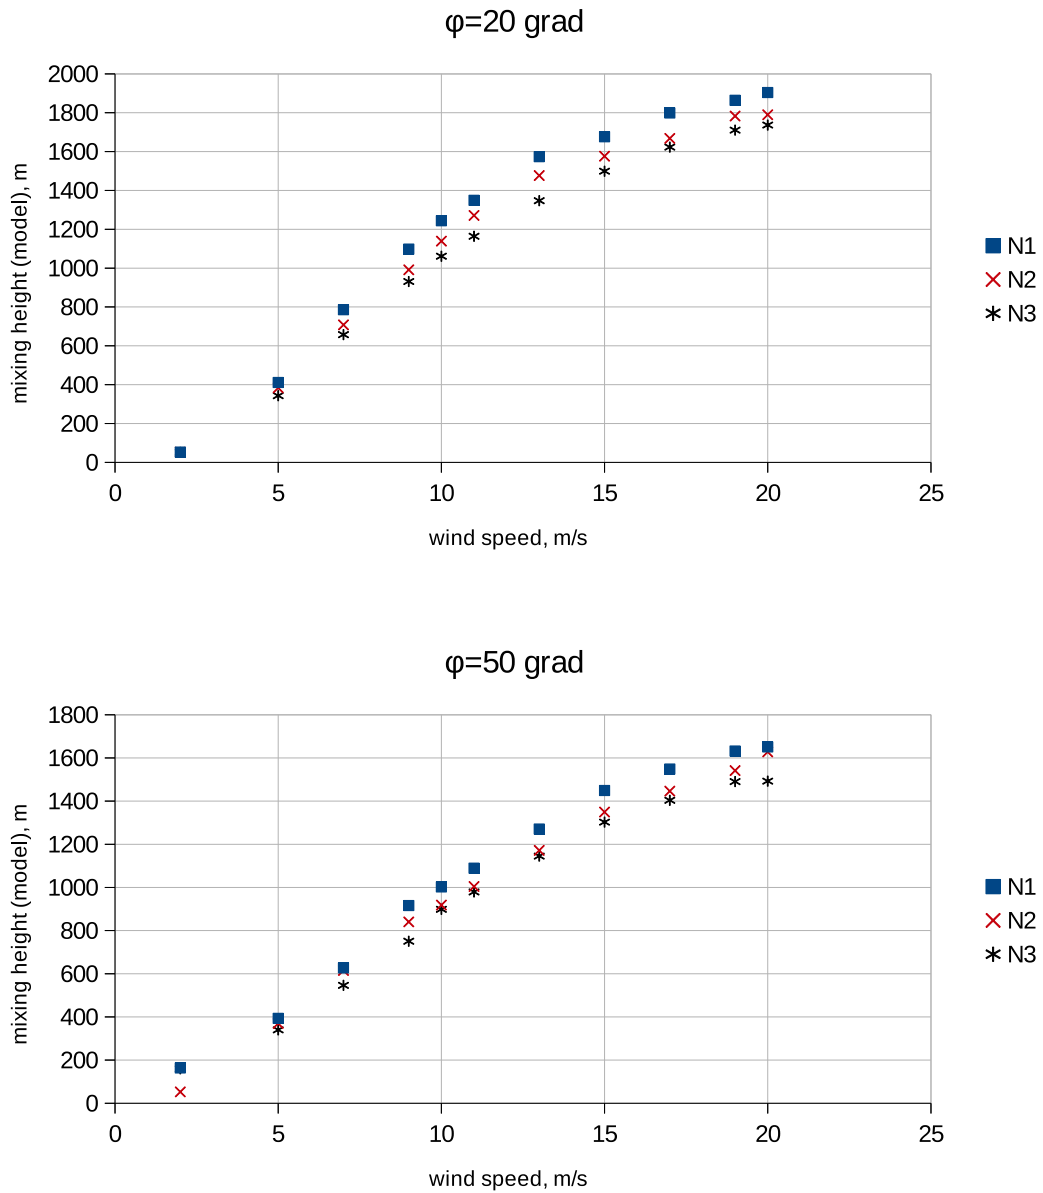 φ=20 grad
2000
1800
1600
1400
1200
1000
800
600
400
200
0
mixing height (model), m
0 5 10 15 20 25
wind speed, m/s
N1
N2
N3
φ=50 grad
1800
1600
1400
1200
1000
800
600
400
200
0
mixing height (model), m
0 5 10 15 20 25
wind speed, m/s
N1
N2
N3